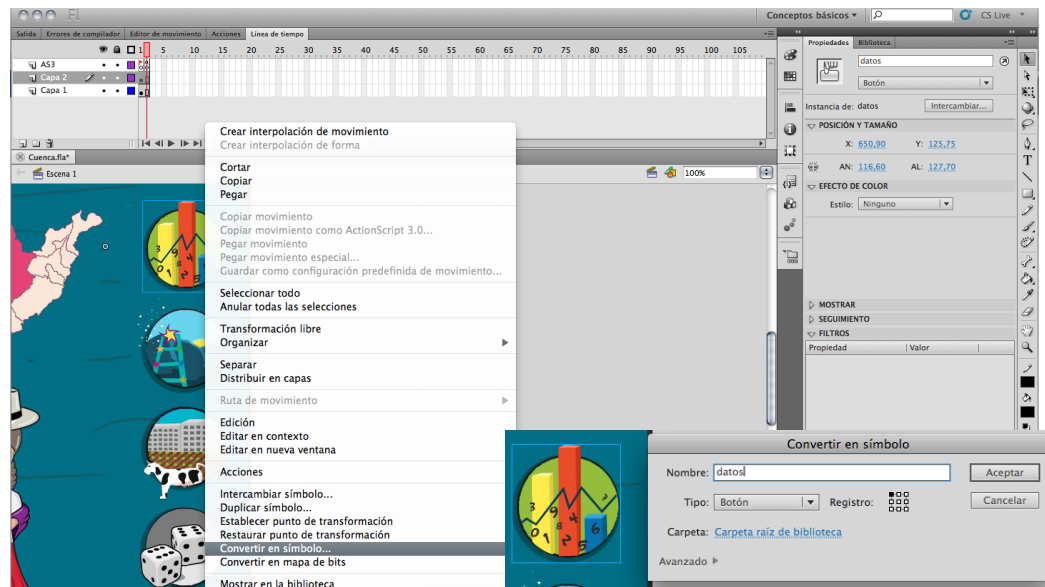 Fl
Conceptos básicos
CS Live
Salida Errores de compilador Editor de movimiento Acciones Línea de tiempo
1 5 10 15 20 25 30 35 40 45 50 55 60 65 70 75 80 85 90 95 100 105
AS3
Capa 2
Capa 1
Cuenca.fla*
Escena 1
100%
Crear interpolación de movimiento
Crear interpolación de forma
Cortar
Copiar
Pegar
Copiar movimiento
Copiar movimiento como ActionScript 3.0...
Pegar movimiento
Pegar movimiento especial...
Guardar como configuración predefinida de movimiento...
Seleccionar todo
Anular todas las selecciones
Transformación libre
Organizar
Separar
Distribuir en capas
Ruta de movimiento
Edición
Editar en contexto
Editar en nueva ventana
Acciones
Intercambiar símbolo...
Duplicar símbolo...
Establecer punto de transformación
Restaurar punto de transformación
Convertir en símbolo...
Convertir en mapa de bits
Mostrar en la biblioteca
Propiedades Biblioteca
datos
Botón
Instancia de: datos Intercambiar...
POSICIÓN Y TAMAÑO
X: 650,90 Y: 125,75
AN: 116,60 AL: 127,70
EFECTO DE COLOR
Estilo: Ninguno
MOSTRAR
SEGUIMIENTO
FILTROS
Propiedad Valor
T
3 9 4
0 1 2 5 6
Convertir en símbolo
Nombre: datos Aceptar
Tipo: Botón Registro: Cancelar
Carpeta: Carpeta raíz de biblioteca
Avanzado